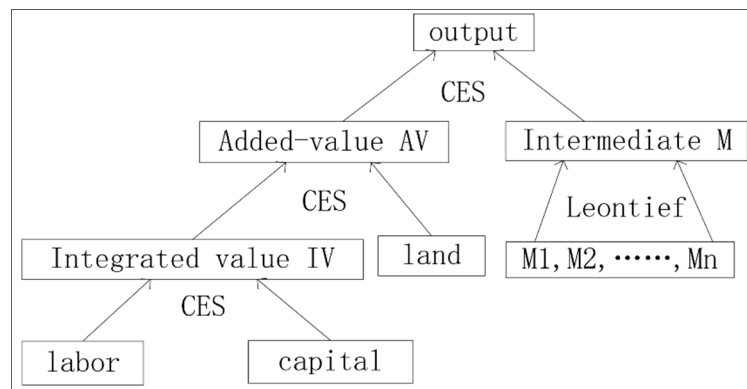 output
CES
Added-value AV
Intermediate M
CES
Leontief
Integrated value IV
land
M1,M2,……,Mn
CES
labor
capital